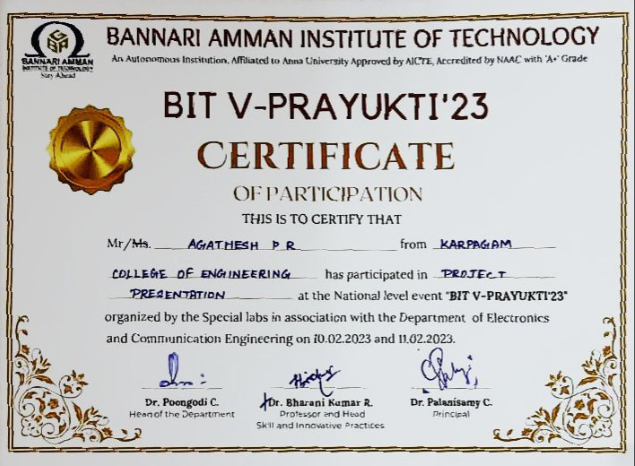 BANNARI AMMAN INSTITUTE OF TECHNOLOGY
An Autonomous Institution, Affiliated to Anna University Approved by AICTE, Accredited by NAAC with 'A+' Grade
BANNARI AMMAN
INSTITUTE OF TECHNOLOGY
Stay Ahead
BIT V-PRAYUKTI'23
CERTIFICATE
OF PARTICIPATION
THIS IS TO CERTIFY THAT
Mr/Ms. AGATHESH P R from KARPAGAM
COLLEGE OF ENGINEERING has participated in PROJECT
PRESENTATION at the National level event "BIT V-PRAYUKTI'23"
organized by the Special labs in association with the Department of Electronics
and Communication Engineering on 10.02.2023 and 11.02.2023.
Dr. Poongodi C. Dr. Bharani Kumar R. Dr. Palanisamy C.
Head of the Department Professor and Head Principal
Skill and Innovative Practices